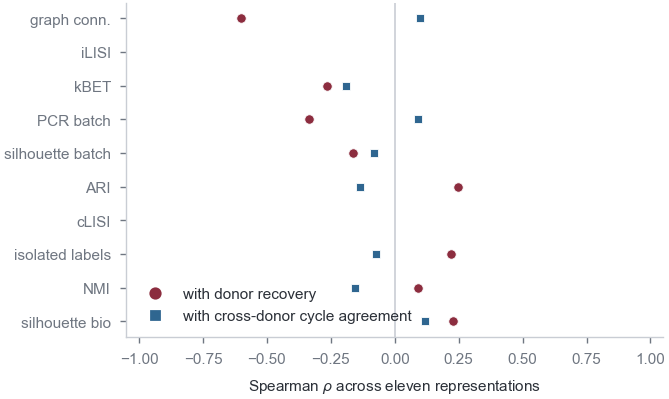 graph conn.
iLISI
kBET
PCR batch
silhouette batch
ARI
cLISI
isolated labels
NMI
silhouette bio
with donor recovery
with cross-donor cycle agreement
−1.00 −0.75 −0.50 −0.25 0.00 0.25 0.50 0.75 1.00
Spearman ρ across eleven representations